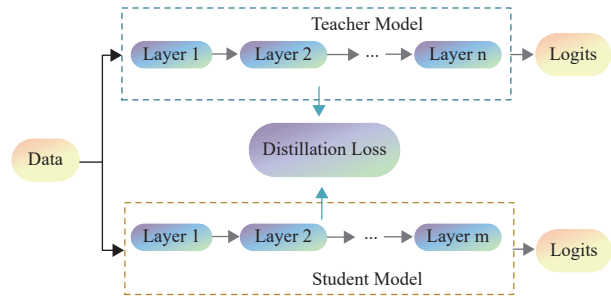 Teacher Model
Layer 1
Layer 2
...
Layer n
Logits
Data
Distillation Loss
Layer 1
Layer 2
...
Layer m
Logits
Student Model